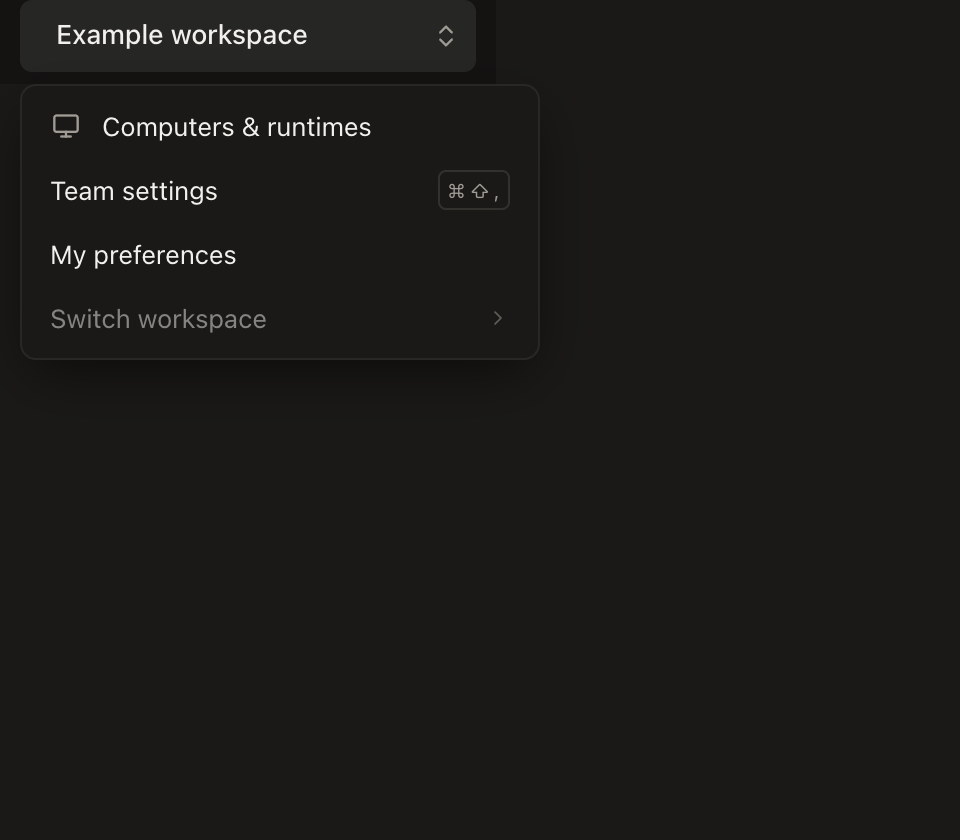 Example workspace
Computers & runtimes
Team settings ⌘⇧,
My preferences
Switch workspace